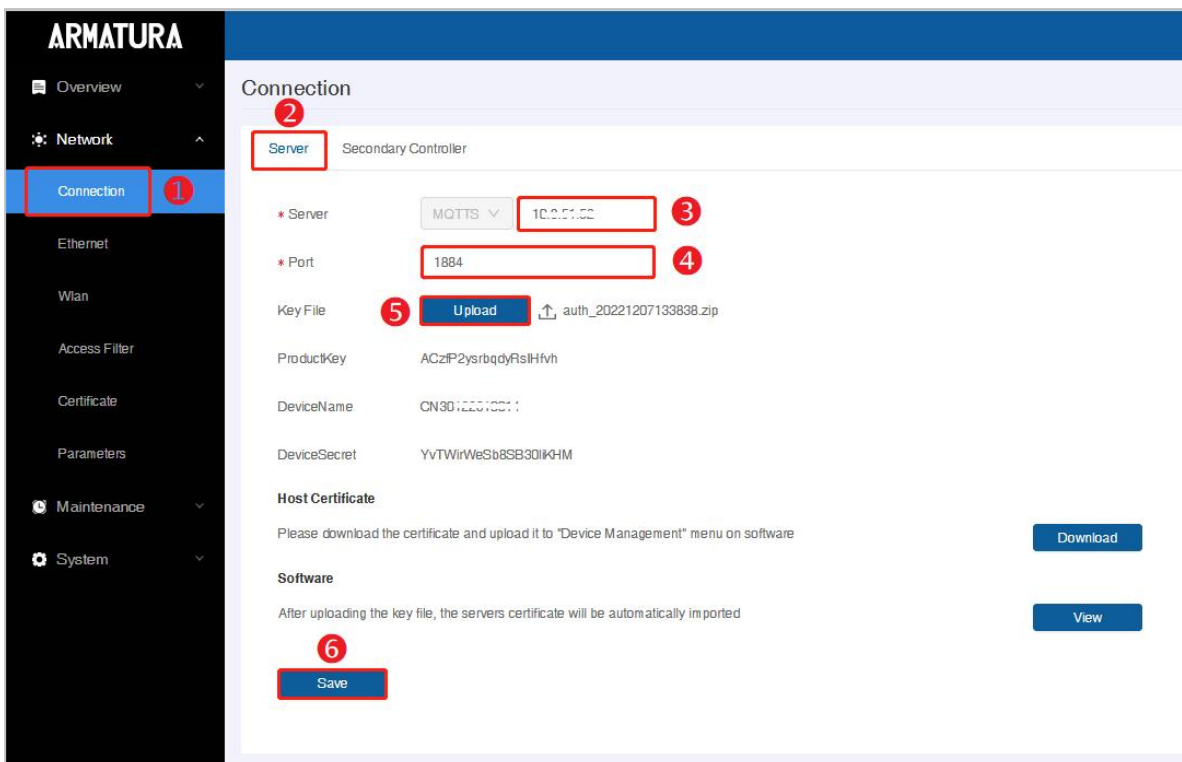 ARMATURA
Overview
Network
Connection 1
Ethernet
Wlan
Access Filter
Certificate
Parameters
Maintenance
System
Connection
2
Server Secondary Controller
* Server MQTTS 3
* Port 1884 4
Key File 5 Upload auth_20221207133838.zip
ProductKey ACzfP2ysrbqdyRslHfvh
DeviceName
DeviceSecret
Host Certificate
Please download the certificate and upload it to "Device Management" menu on software Download
Software
After uploading the key file, the servers certificate will be automatically imported View
6
Save